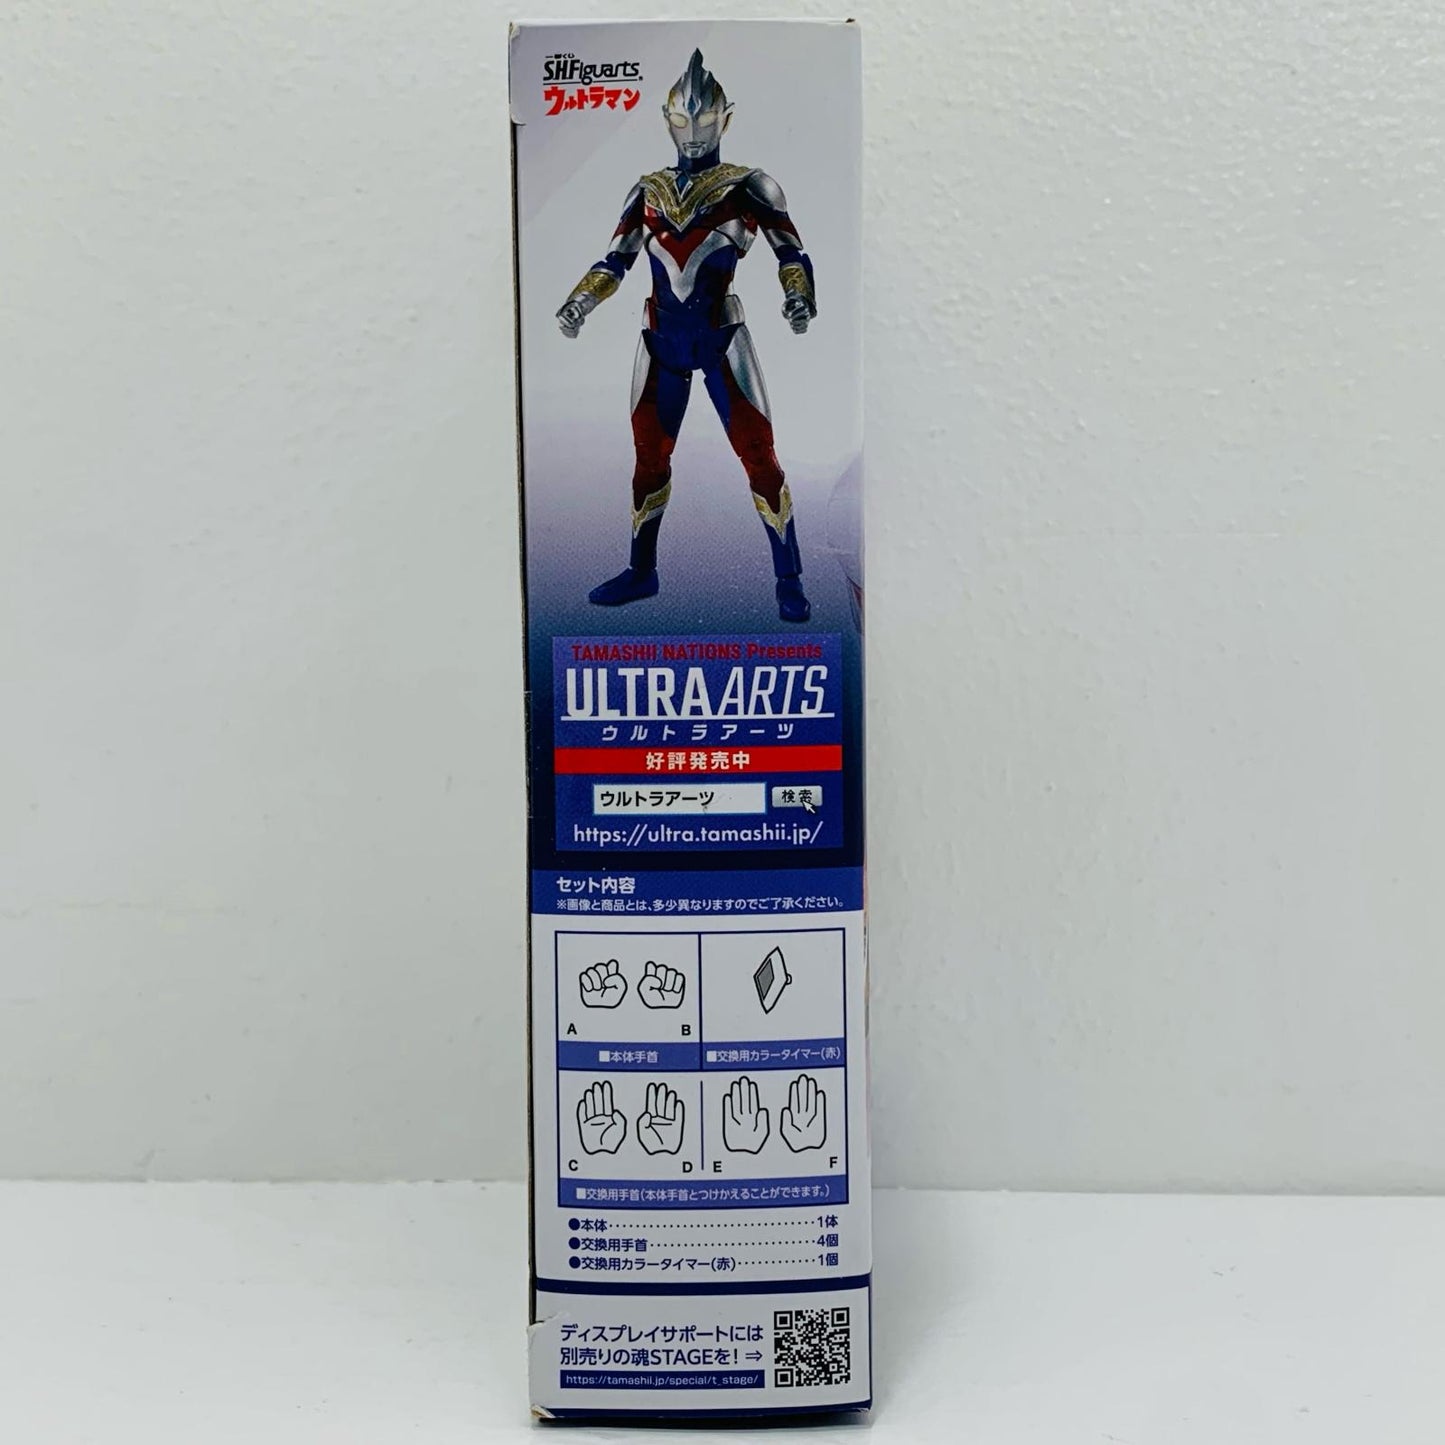 一番くじ
S.H.Figuarts
ウルトラマン
TAMASHII NATIONS Presents
ULTRA ARTS
ウルトラアーツ
好評発売中
ウルトラアーツ 検索
https://ultra.tamashii.jp/
セット内容
※画像と商品とは、多少異なりますのでご了承ください。
A B
■本体手首 ■交換用カラータイマー(赤)
C D E F
■交換用手首(本体手首とつけかえることができます。)
●本体······························1体
●交換用手首························4個
●交換用カラータイマー(赤)············1個
ディスプレイサポートには
別売りの魂STAGEを!⇒
https://tamashii.jp/special/t_stage/